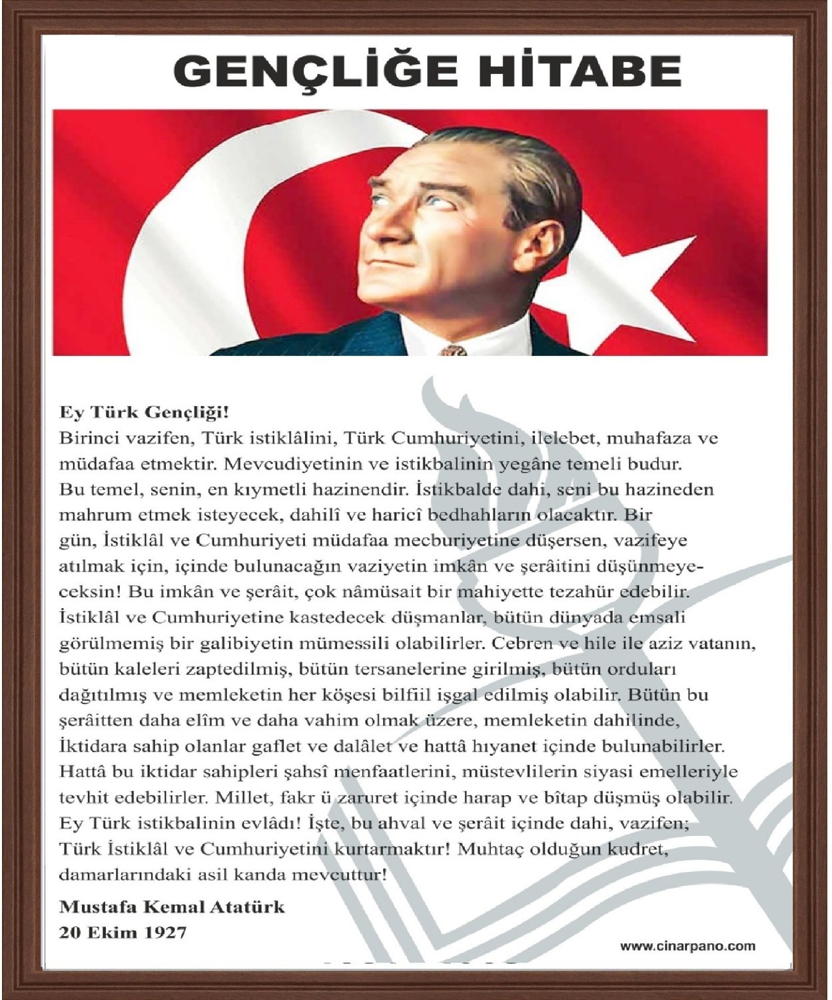 GENÇLİĞE HİTABE
Ey Türk Gençliği!
Birinci vazifen, Türk istiklâlini, Türk Cumhuriyetini, ilelebet, muhafaza ve
müdafaa etmektir. Mevcudiyetinin ve istikbalinin yegâne temeli budur.
Bu temel, senin, en kıymetli hazinendir. İstikbalde dahi, seni bu hazineden
mahrum etmek isteyecek, dahilî ve haricî bedhahların olacaktır. Bir
gün, İstiklâl ve Cumhuriyeti müdafaa mecburiyetine düşersen, vazifeye
atılmak için, içinde bulunacağın vaziyetin imkân ve şerâitini düşünmeye-
ceksin! Bu imkân ve şerâit, çok nâmüsait bir mahiyette tezahür edebilir.
İstiklâl ve Cumhuriyetine kastedecek düşmanlar, bütün dünyada emsali
görülmemiş bir galibiyetin mümessili olabilirler. Cebren ve hile ile aziz vatanın,
bütün kaleleri zaptedilmiş, bütün tersanelerine girilmiş, bütün orduları
dağıtılmış ve memleketin her köşesi bilfiil işgal edilmiş olabilir. Bütün bu
şerâitten daha elîm ve daha vahim olmak üzere, memleketin dahilinde,
İktidara sahip olanlar gaflet ve dalâlet ve hattâ hıyanet içinde bulunabilirler.
Hattâ bu iktidar sahipleri şahsî menfaatlerini, müstevlilerin siyasi emelleriyle
tevhit edebilirler. Millet, fakr ü zaruret içinde harap ve bîtap düşmüş olabilir.
Ey Türk istikbalinin evlâdı! İşte, bu ahval ve şerâit içinde dahi, vazifen;
Türk İstiklâl ve Cumhuriyetini kurtarmaktır! Muhtaç olduğun kudret,
damarlarındaki asil kanda mevcuttur!
Mustafa Kemal Atatürk
20 Ekim 1927
www.cinarpano.com